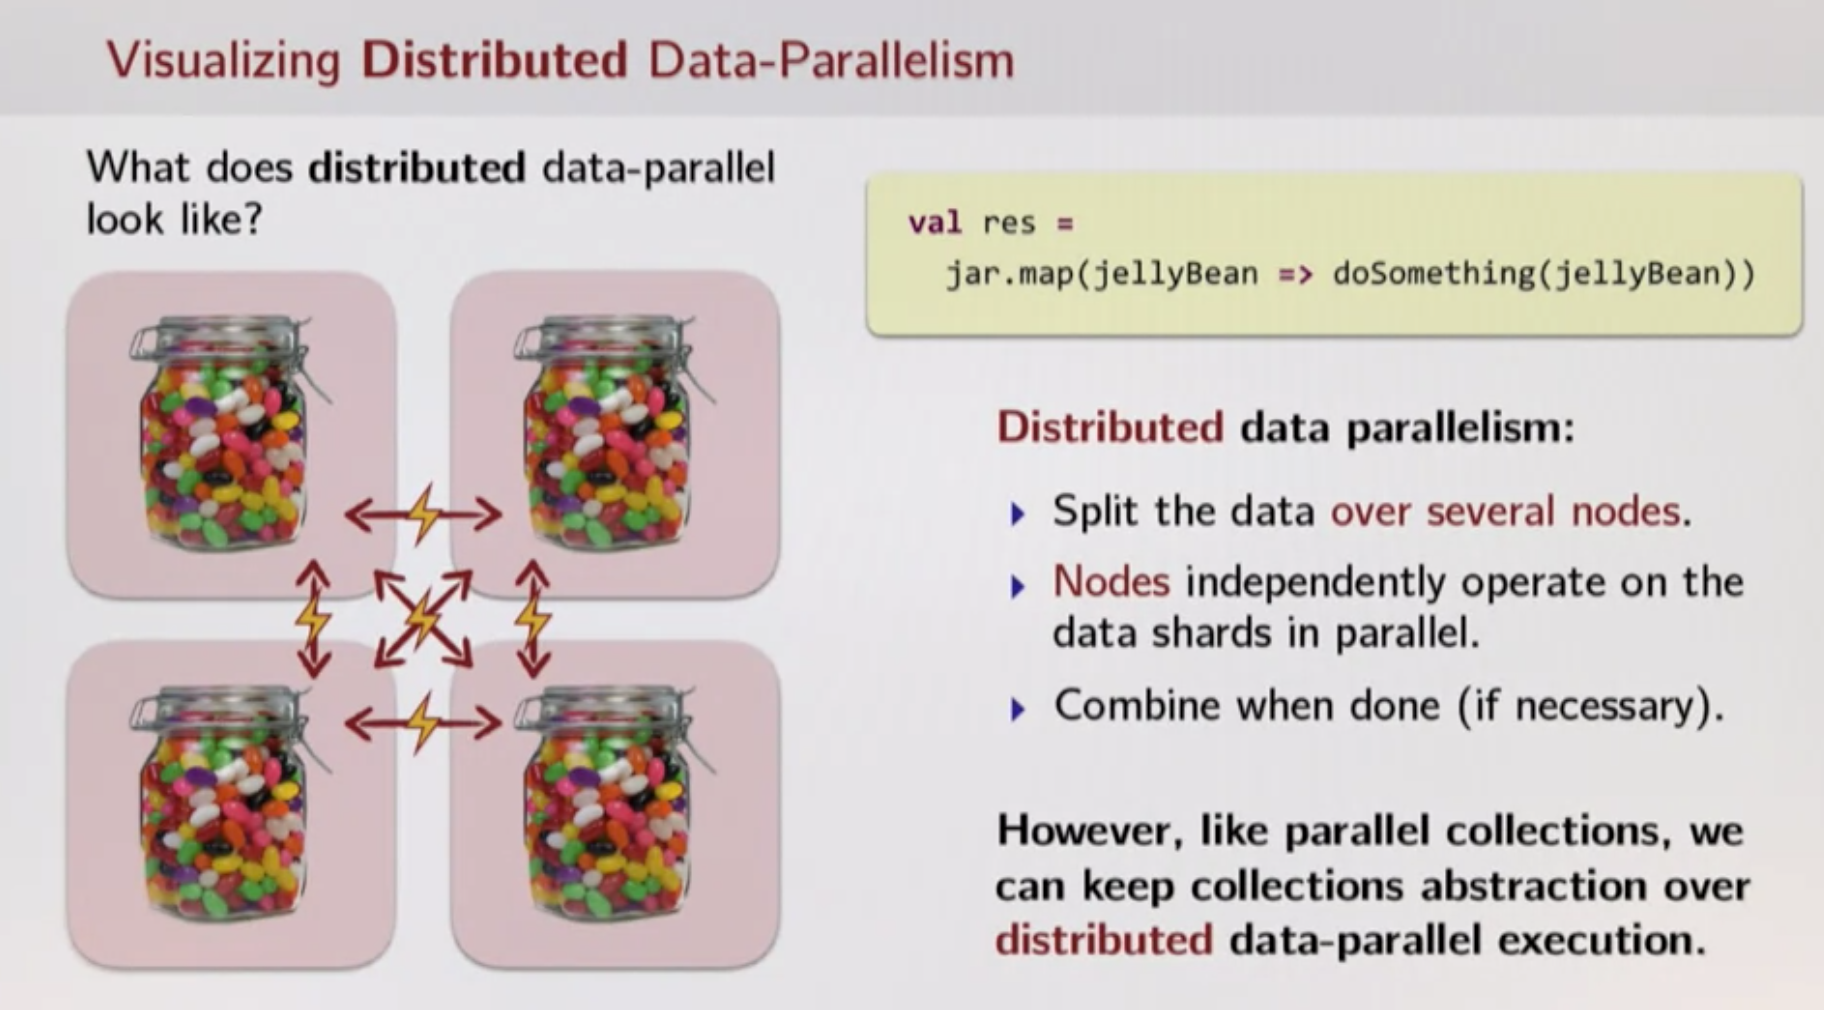 Visualizing Distributed Data-Parallelism
What does distributed data-parallel
look like?
val res =
jar.map(jellyBean => doSomething(jellyBean))
Distributed data parallelism:
Split the data over several nodes.
Nodes independently operate on the
data shards in parallel.
Combine when done (if necessary).
However, like parallel collections, we
can keep collections abstraction over
distributed data-parallel execution.